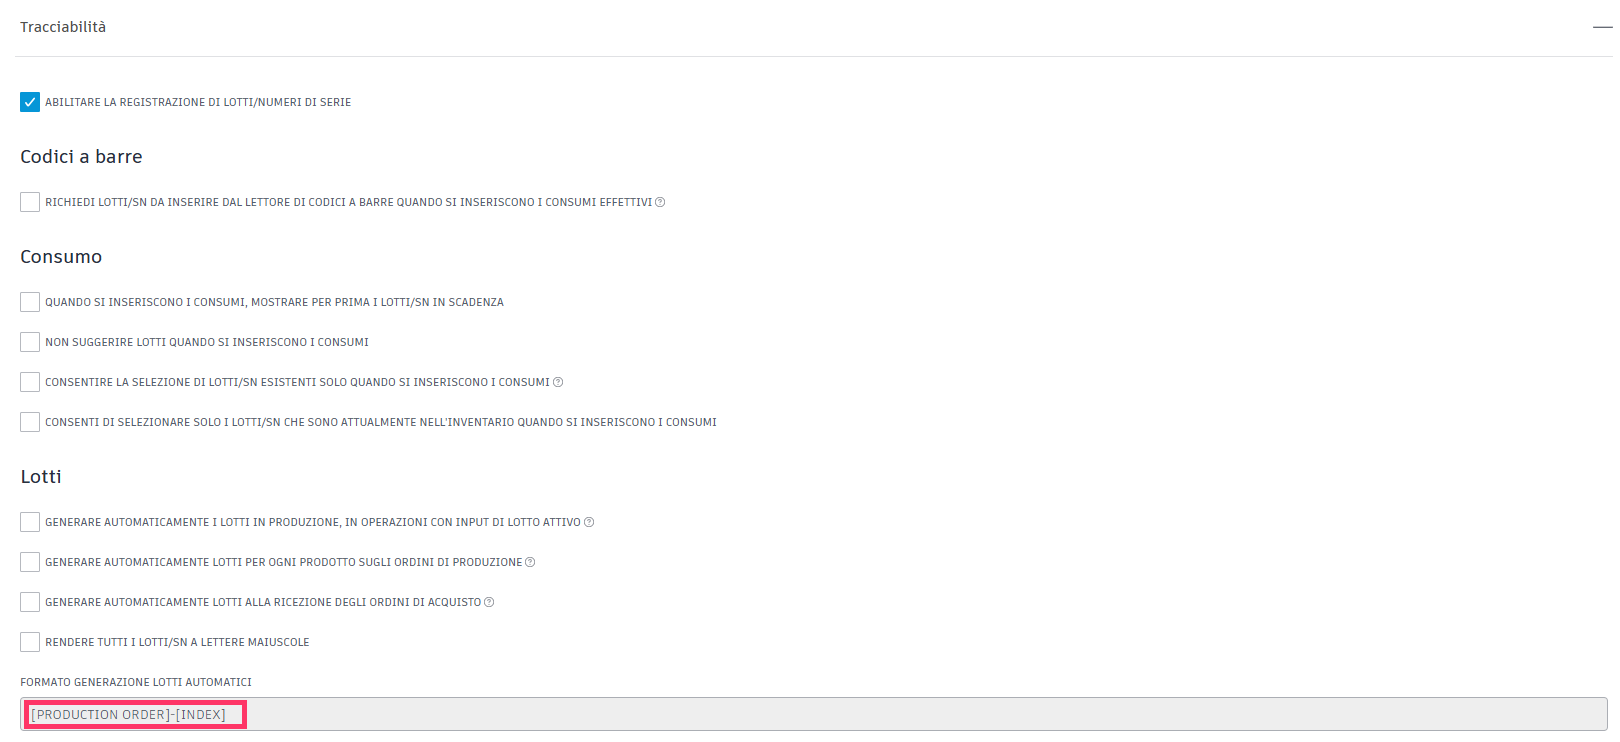 Tracciabilità
ABILITARE LA REGISTRAZIONE DI LOTTI/NUMERI DI SERIE
Codici a barre
RICHIEDI LOTTI/SN DA INSERIRE DAL LETTORE DI CODICI A BARRE QUANDO SI INSERISCONO I CONSUMI EFFETTIVI
Consumo
QUANDO SI INSERISCONO I CONSUMI, MOSTRARE PER PRIMA I LOTTI/SN IN SCADENZA
NON SUGGERIRE LOTTI QUANDO SI INSERISCONO I CONSUMI
CONSENTIRE LA SELEZIONE DI LOTTI/SN ESISTENTI SOLO QUANDO SI INSERISCONO I CONSUMI
CONSENTI DI SELEZIONARE SOLO I LOTTI/SN CHE SONO ATTUALMENTE NELL'INVENTARIO QUANDO SI INSERISCONO I CONSUMI
Lotti
GENERARE AUTOMATICAMENTE I LOTTI IN PRODUZIONE, IN OPERAZIONI CON INPUT DI LOTTO ATTIVO
GENERARE AUTOMATICAMENTE LOTTI PER OGNI PRODOTTO SUGLI ORDINI DI PRODUZIONE
GENERARE AUTOMATICAMENTE LOTTI ALLA RICEZIONE DEGLI ORDINI DI ACQUISTO
RENDERE TUTTI I LOTTI/SN A LETTERE MAIUSCOLE
FORMATO GENERAZIONE LOTTI AUTOMATICI
[PRODUCTION ORDER]-[INDEX]